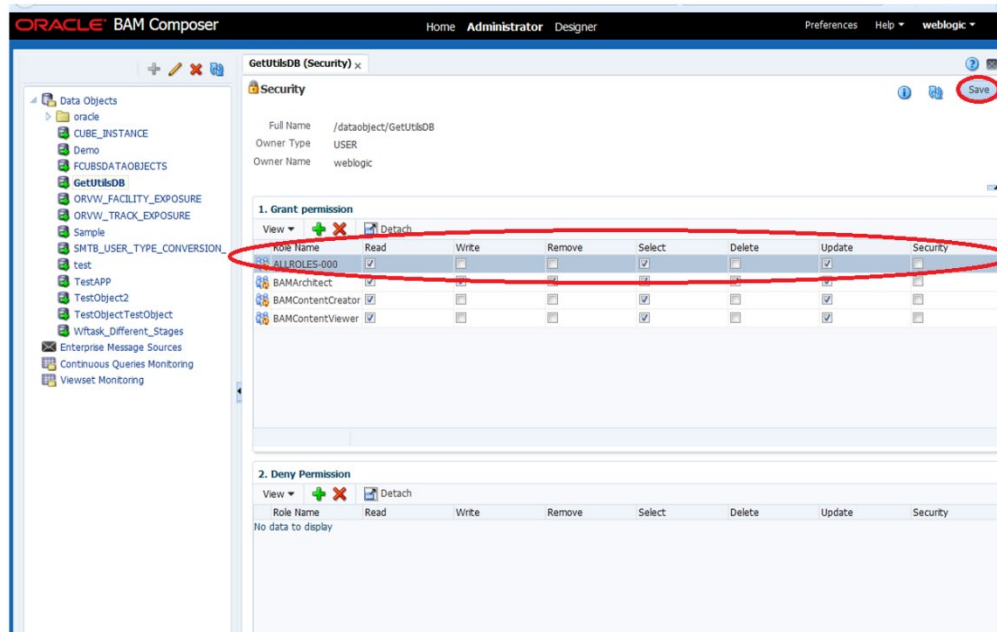 ORACLE® BAM Composer Home Administrator Designer Preferences Help weblogic
GetUtilsDB (Security)
Security Save
Data Objects
oracle
CUBE_INSTANCE
Demo
FCUBSDATAOBJECTS
GetUtilsDB
ORVW_FACILITY_EXPOSURE
ORVW_TRACK_EXPOSURE
Sample
SMTB_USER_TYPE_CONVERSION_
test
TestAPP
TestObject2
TestObjectTestObject
Wftask_Different_Stages
Enterprise Message Sources
Continuous Queries Monitoring
Viewset Monitoring
Full Name /dataobject/GetUtilsDB
Owner Type USER
Owner Name weblogic
1. Grant permission
View Detach
Role Name Read Write Remove Select Delete Update Security
ALLROLES-000
BAMArchitect
BAMContentCreator
BAMContentViewer
2. Deny Permission
View Detach
Role Name Read Write Remove Select Delete Update Security
No data to display